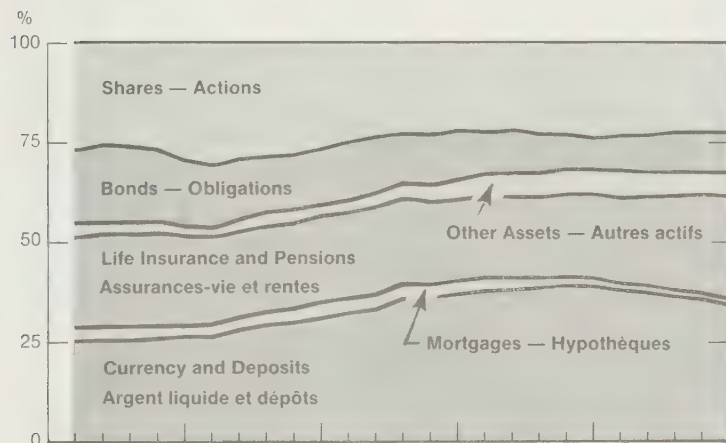 %
100
Shares — Actions
75
Bonds — Obligations
50
Other Assets — Autres actifs
Life Insurance and Pensions
Assurances-vie et rentes
25
Mortgages — Hypothèques
Currency and Deposits
Argent liquide et dépôts
0